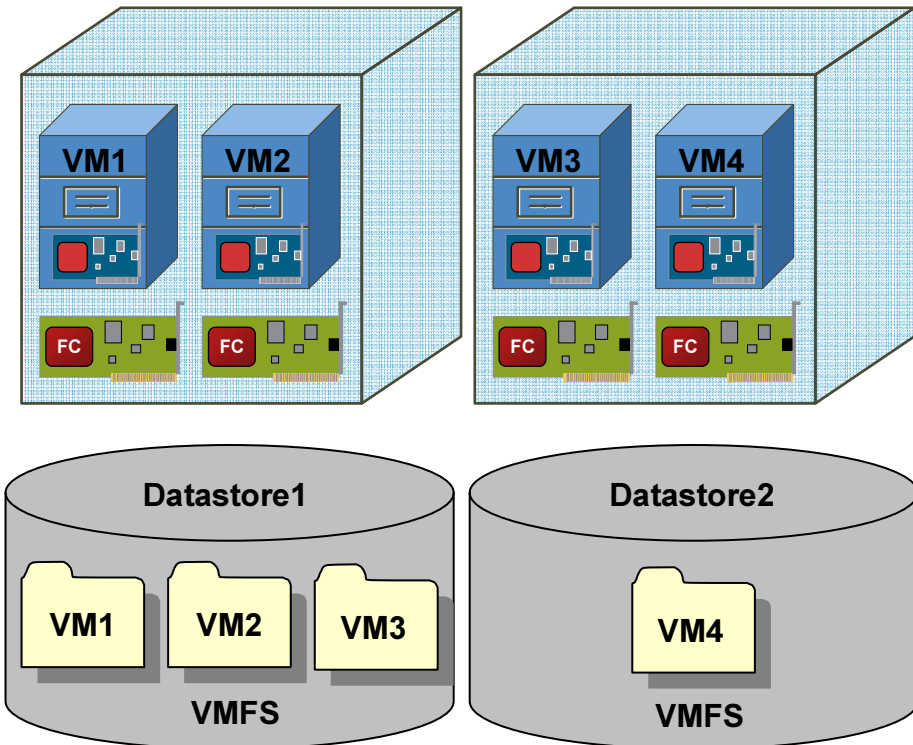 VM1
VM2
VM3
VM4
FC
FC
FC
FC
Datastore1
Datastore2
VM1
VM2
VM3
VM4
VMFS
VMFS